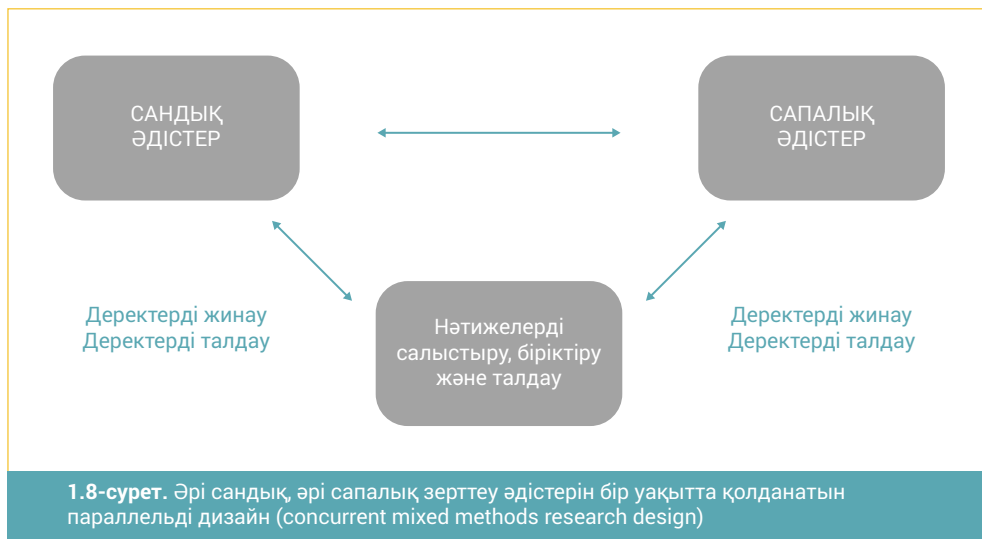 САНДЫҚ
ӘДІСТЕР
САПАЛЫҚ
ӘДІСТЕР
Деректерді жинау
Деректерді талдау
Нәтижелерді
салыстыру, біріктіру
және талдау
Деректерді жинау
Деректерді талдау
1.8-сурет. Әрі сандық, әрі сапалық зерттеу әдістерін бір уақытта қолданатын
параллельді дизайн (concurrent mixed methods research design)